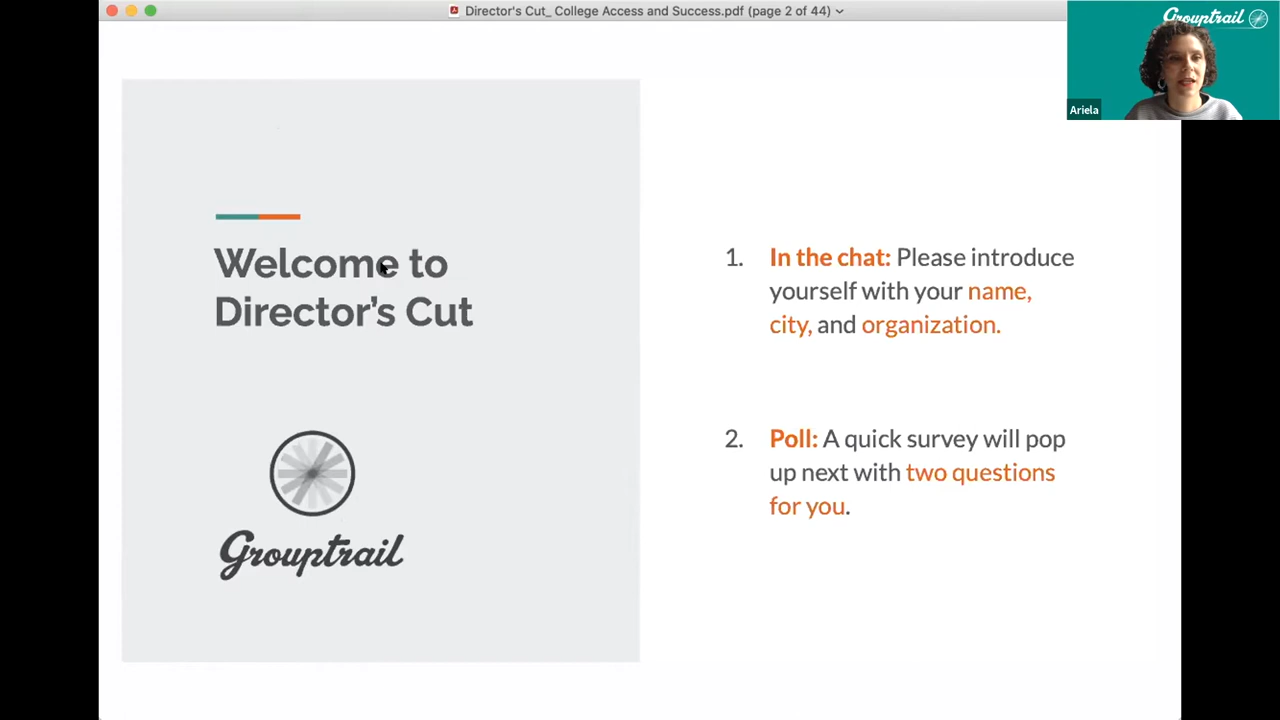 Director's Cut_ College Access and Success.pdf (page 2 of 44)
Grouptrail
Ariela
Welcome to
Director's Cut
Grouptrail
1. In the chat: Please introduce
yourself with your name,
city, and organization.
2. Poll: A quick survey will pop
up next with two questions
for you.